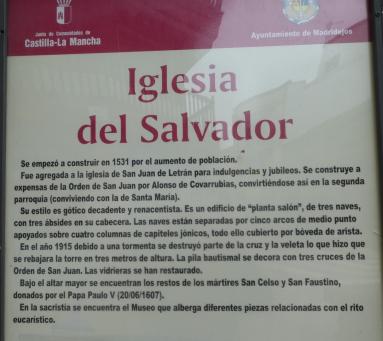 Junta de Comunidades de
Castilla-La Mancha
Ayuntamiento de Madridejos
Iglesia
del Salvador
Se empezó a construir en 1531 por el aumento de población.
Fue agregada a la iglesia de San Juan de Letrán para indulgencias y jubileos. Se construye a
expensas de la Orden de San Juan por Alonso de Covarrubias, convirtiéndose así en la segunda
parroquia (conviviendo con la de Santa María).
Su estilo es gótico decadente y renacentista. Es un edificio de "planta salón", de tres naves,
con tres ábsides en su cabecera. Las naves están separadas por cinco arcos de medio punto
apoyados sobre cuatro columnas de capiteles jónicos, todo ello cubierto por bóveda de arista.
En el año 1915 debido a una tormenta se destruyó parte de la cruz y la veleta lo que hizo que
se rebajara la torre en tres metros de altura. La pila bautismal se decora con tres cruces de la
Orden de San Juan. Las vidrieras se han restaurado.
Bajo el altar mayor se encuentran los restos de los mártires San Celso y San Faustino,
donados por el Papa Paulo V (20/06/1607).
En la sacristía se encuentra el Museo que alberga diferentes piezas relacionadas con el rito
eucarístico.